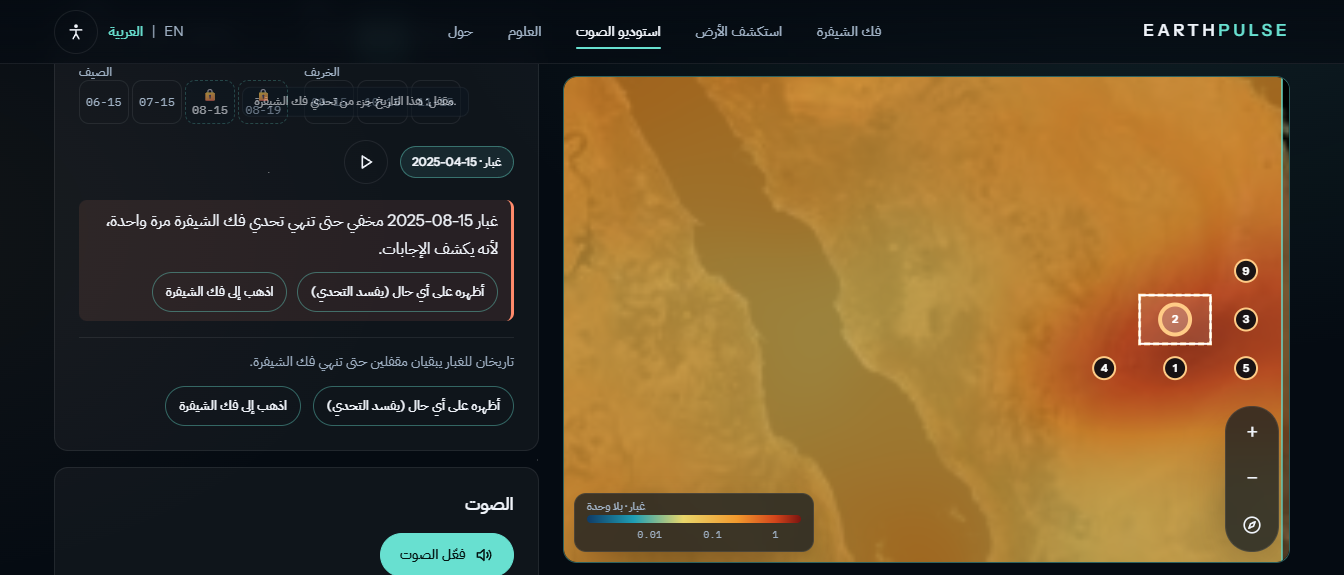 EARTHPULSE
فك الشيفرة
استكشف الأرض
استوديو الصوت
العلوم
حول
العربية | EN
الصيف
الخريف
06-15
07-15
08-15
08-19
مقفل: هذا التاريخ جزء من تحدي فك الشيفرة.
غبار · 2025-04-15
غبار 2025-08-15 مخفي حتى تنهي تحدي فك الشيفرة مرة واحدة،
لأنه يكشف الإجابات.
أظهره على أي حال (يفسد التحدي)
اذهب إلى فك الشيفرة
تاريخان للغبار يبقيان مقفلين حتى تنهي فك الشيفرة.
أظهره على أي حال (يفسد التحدي)
اذهب إلى فك الشيفرة
الصوت
فعّل الصوت
9
2
3
4
1
5
+
−
غبار · بلا وحدة
0.01
0.1
1